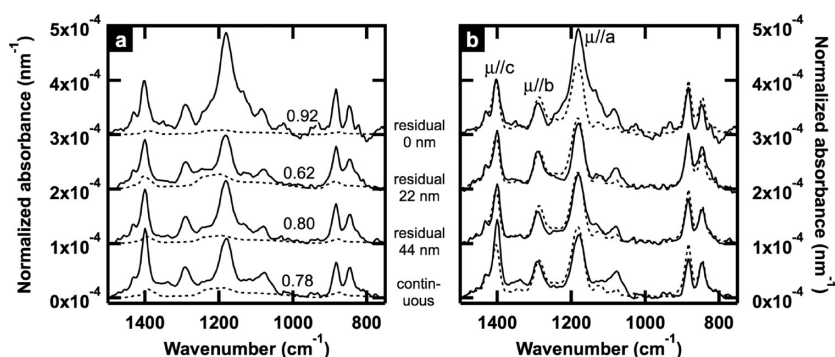 a
Normalized absorbance (nm-1)
5x10-4
4x10-4
3x10-4
2x10-4
1x10-4
0x10-4
0.92
0.62
0.80
0.78
1400 1200 1000 800
Wavenumber (cm-1)
residual
0 nm
residual
22 nm
residual
44 nm
contin-
uous
b
μ//c
μ//b
μ//a
5x10-4
4x10-4
3x10-4
2x10-4
1x10-4
0x10-4
Normalized absorbance (nm-1)
1400 1200 1000 800
Wavenumber (cm-1)